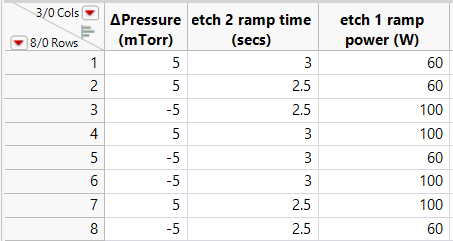 3/0 Cols ΔPressure etch 2 ramp time etch 1 ramp
8/0 Rows (mTorr) (secs) power (W)
1 5 3 60
2 5 2.5 60
3 -5 2.5 100
4 5 3 100
5 -5 3 60
6 -5 3 100
7 5 2.5 100
8 -5 2.5 60